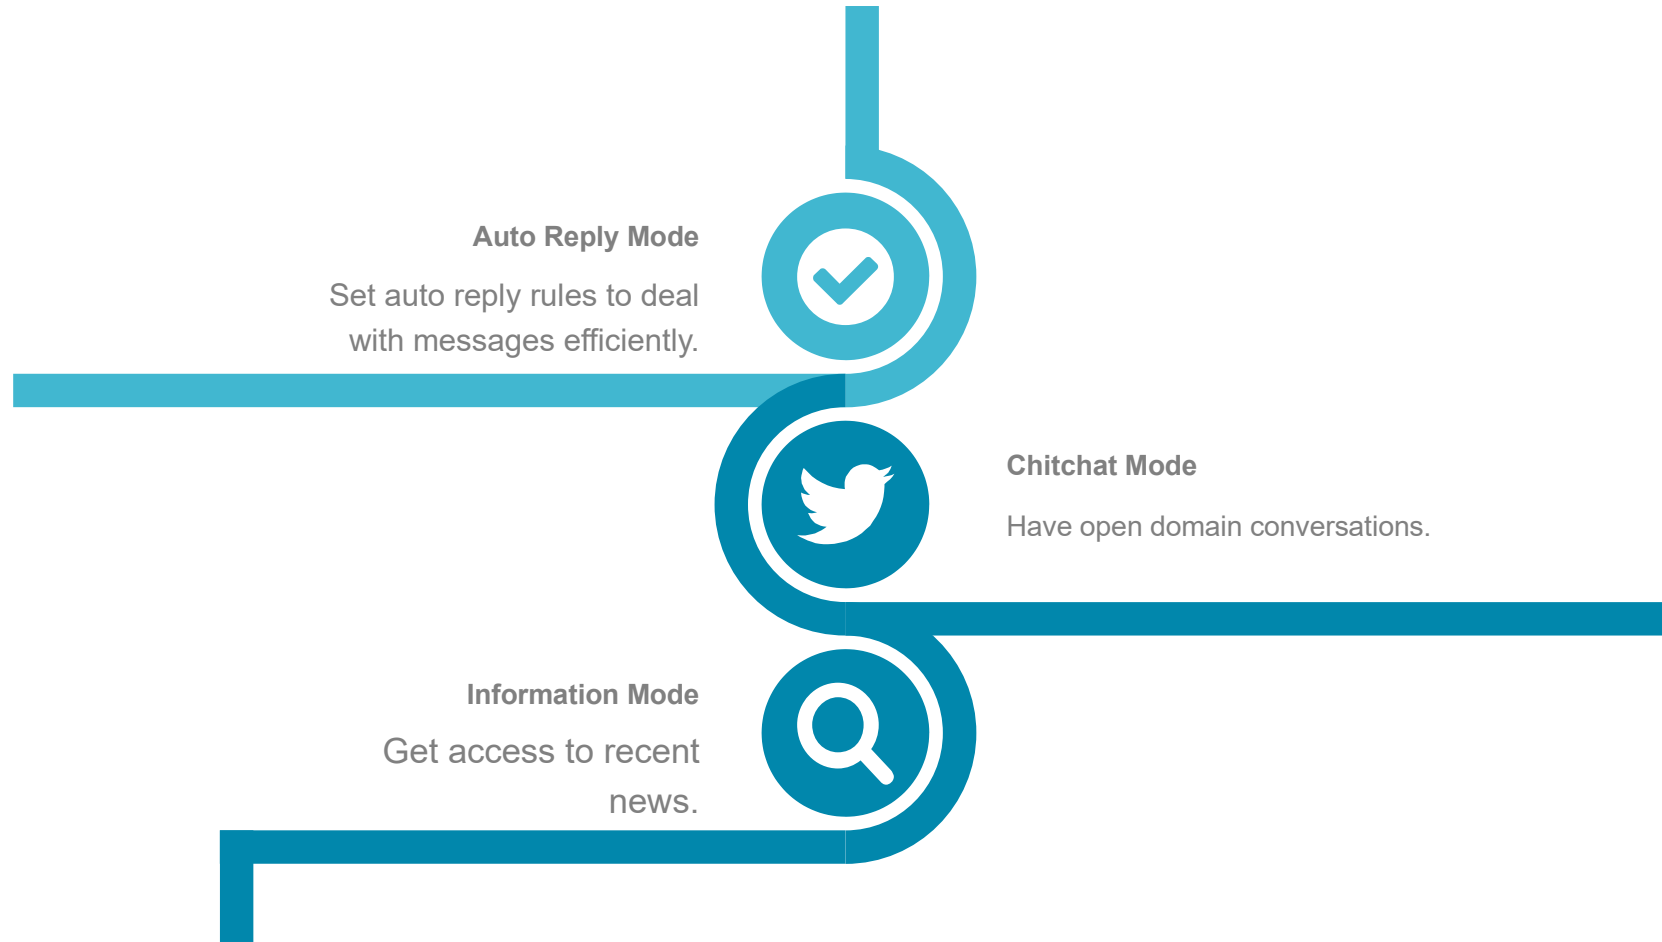 Auto Reply Mode
Set auto reply rules to deal
with messages efficiently.
Chitchat Mode
Have open domain conversations.
Information Mode
Get access to recent
news.